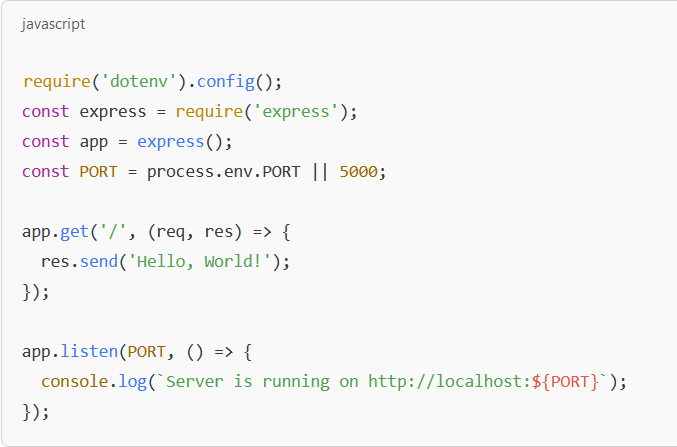 javascript
require('dotenv').config();
const express = require('express');
const app = express();
const PORT = process.env.PORT || 5000;
app.get('/', (req, res) => {
  res.send('Hello, World!');
});
app.listen(PORT, () => {
  console.log(`Server is running on http://localhost:${PORT}`);
});